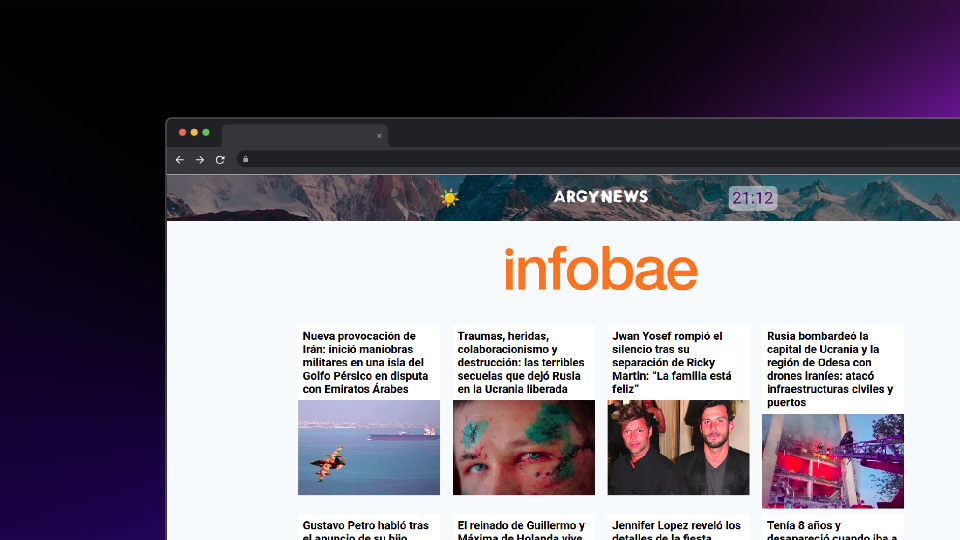 ARGYNEWS
21:12
infobae
Nueva provocación de
Irán: inició maniobras
militares en una isla del
Golfo Pérsico en disputa
con Emiratos Árabes
Traumas, heridas,
colaboracionismo y
destrucción: las terribles
secuelas que dejó Rusia
en la Ucrania liberada
Jwan Yosef rompió el
silencio tras su
separación de Ricky
Martin: “La familia está
feliz”
Rusia bombardeó la
capital de Ucrania y la
región de Odesa con
drones iraníes: atacó
infraestructuras civiles y
puertos
Gustavo Petro habló tras
el anuncio de su hijo
El reinado de Guillermo y
Máxima de Holanda vive
Jennifer Lopez reveló los
detalles de la fiesta
Tenía 8 años y
desapareció cuando iba a